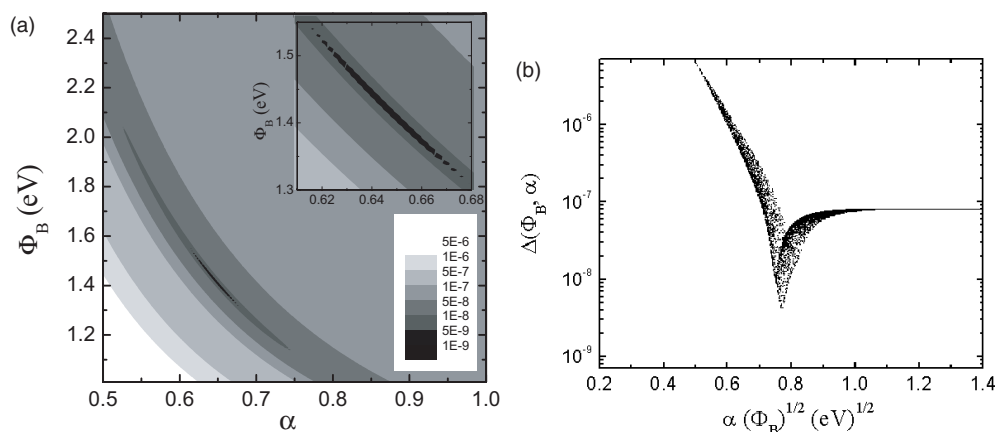 (a)
2.4
2.2
2.0
1.8
1.6
1.4
1.2
Φ_B (eV)
0.5 0.6 0.7 0.8 0.9 1.0
α
1.5
1.4
1.3
Φ_B (eV)
0.62 0.64 0.66 0.68
5E-6
1E-6
5E-7
1E-7
5E-8
1E-8
5E-9
1E-9
(b)
10^-6
10^-7
10^-8
10^-9
Δ(Φ_B, α)
0.2 0.4 0.6 0.8 1.0 1.2 1.4
α (Φ_B)^1/2 (eV)^1/2